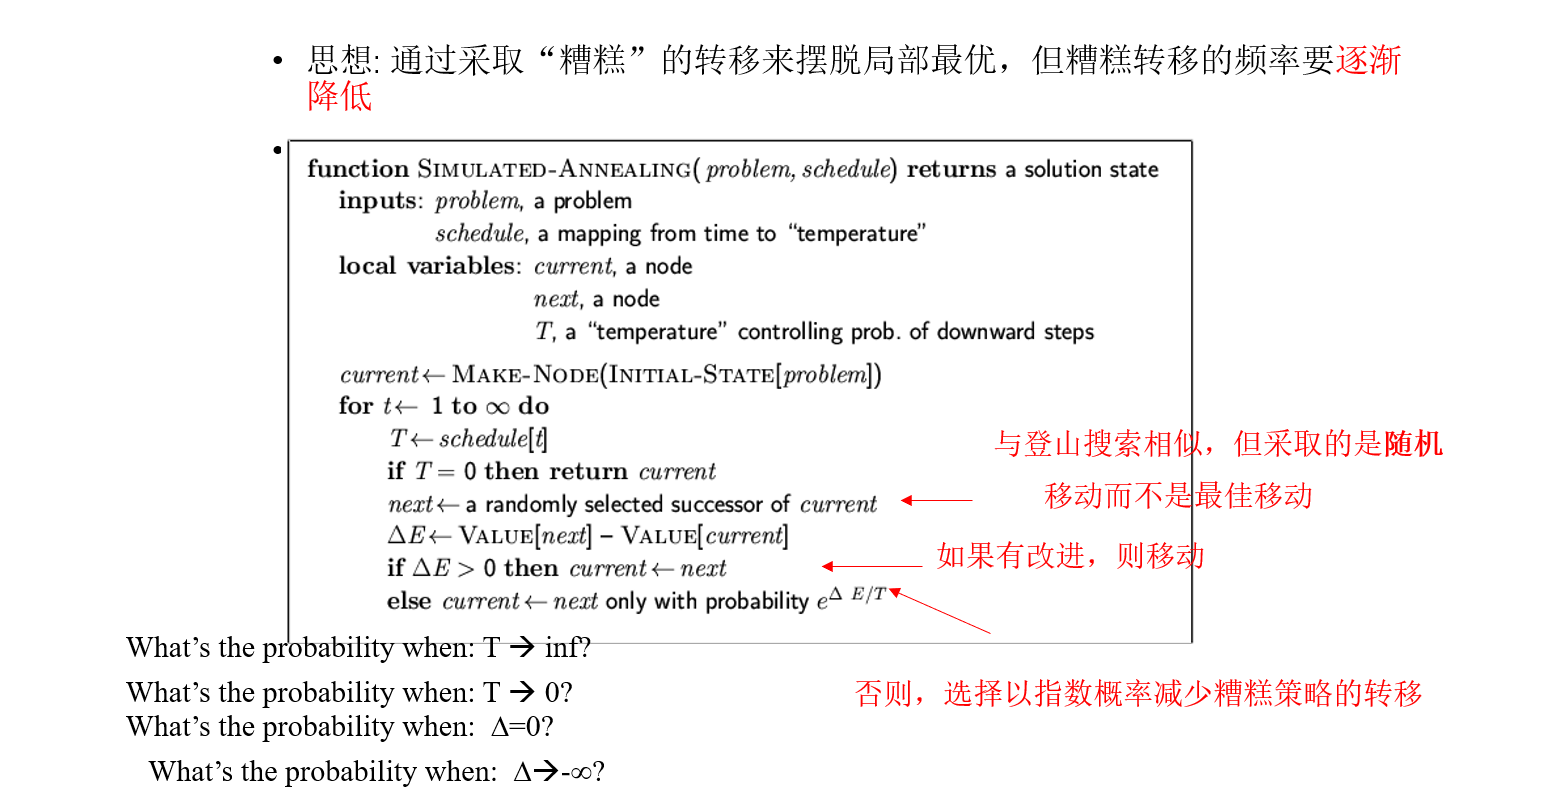 • 思想: 通过采取“糟糕”的转移来摆脱局部最优，但糟糕转移的频率要逐渐
降低
•
function SIMULATED-ANNEALING( problem, schedule) returns a solution state
inputs: problem, a problem
schedule, a mapping from time to “temperature”
local variables: current, a node
next, a node
T, a “temperature” controlling prob. of downward steps
current ← MAKE-NODE(INITIAL-STATE[problem])
for t ← 1 to ∞ do
T ← schedule[t]
if T = 0 then return current
next ← a randomly selected successor of current
ΔE ← VALUE[next] – VALUE[current]
if ΔE > 0 then current ← next
else current ← next only with probability e^Δ E/T
与登山搜索相似，但采取的是随机
移动而不是最佳移动
如果有改进，则移动
否则，选择以指数概率减少糟糕策略的转移
What’s the probability when: T → inf?
What’s the probability when: T → 0?
What’s the probability when: Δ=0?
What’s the probability when: Δ→-∞?